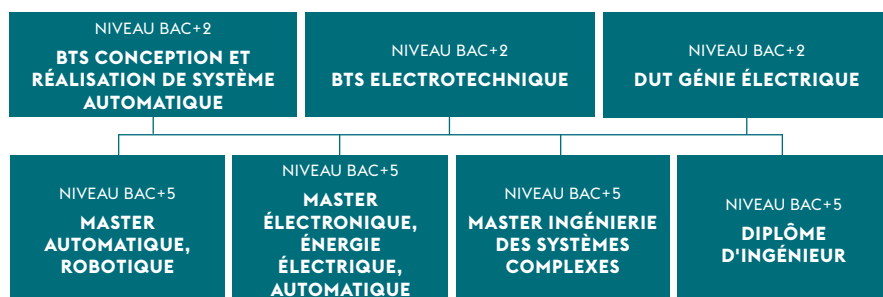 NIVEAU BAC+2
BTS CONCEPTION ET
RÉALISATION DE SYSTÈME
AUTOMATIQUE
NIVEAU BAC+2
BTS ELECTROTECHNIQUE
NIVEAU BAC+2
DUT GÉNIE ÉLECTRIQUE
NIVEAU BAC+5
MASTER
AUTOMATIQUE,
ROBOTIQUE
NIVEAU BAC+5
MASTER
ÉLECTRONIQUE,
ÉNERGIE
ÉLECTRIQUE,
AUTOMATIQUE
NIVEAU BAC+5
MASTER INGÉNIERIE
DES SYSTÈMES
COMPLEXES
NIVEAU BAC+5
DIPLÔME
D'INGÉNIEUR